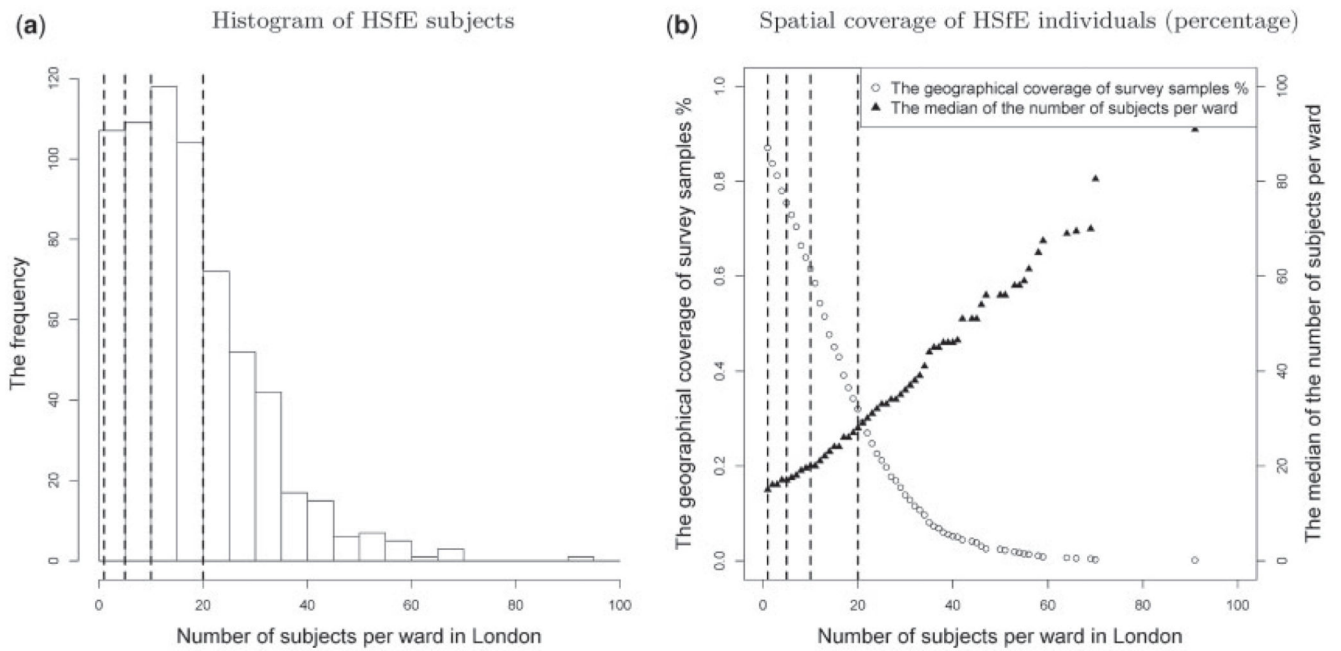 (a)
Histogram of HSfE subjects
The frequency
120
100
80
60
40
20
0
0 20 40 60 80 100
Number of subjects per ward in London
(b)
Spatial coverage of HSfE individuals (percentage)
The geographical coverage of survey samples %
The median of the number of subjects per ward
The geographical coverage of survey samples %
1.0
0.8
0.6
0.4
0.2
0.0
100
80
60
40
20
0
The median of the number of subjects per ward
0 20 40 60 80 100
Number of subjects per ward in London